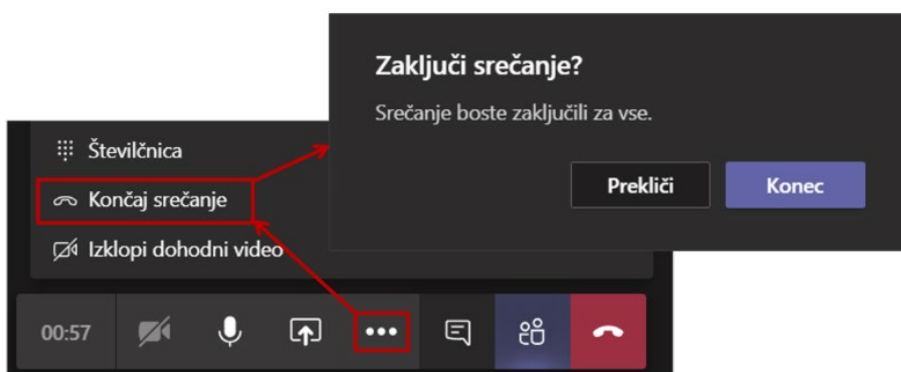 Zaključi srečanje?
Srečanje boste zaključili za vse.
Prekliči
Konec
Številčnica
Končaj srečanje
Izklopi dohodni video
00:57